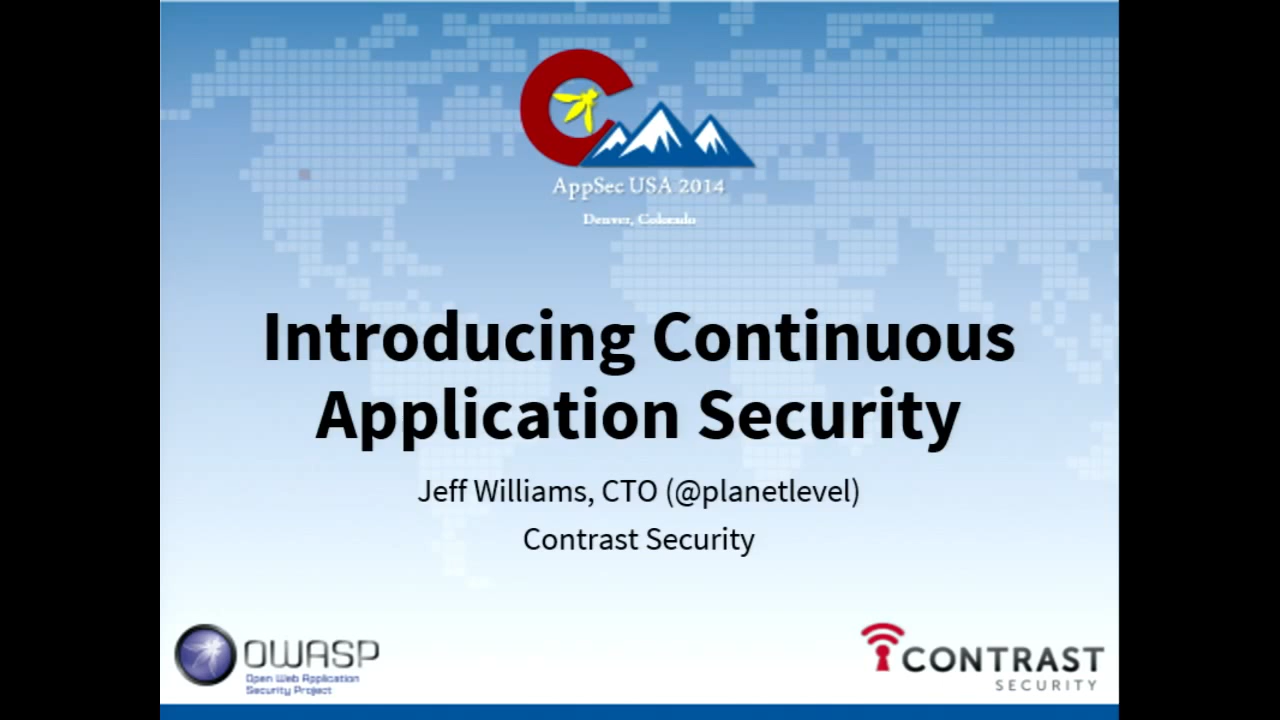 AppSec USA 2014
Denver, Colorado
Introducing Continuous
Application Security
Jeff Williams, CTO (@planetlevel)
Contrast Security
OWASP
Open Web Application
Security Project
CONTRAST
SECURITY